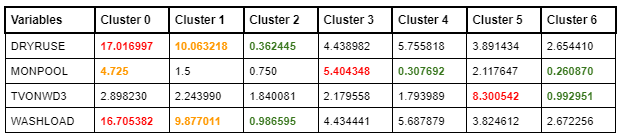 Variables Cluster 0 Cluster 1 Cluster 2 Cluster 3 Cluster 4 Cluster 5 Cluster 6
DRYRUSE 17.016997 10.063218 0.362445 4.438982 5.755818 3.891434 2.654410
MONPOOL 4.725 1.5 0.750 5.404348 0.307692 2.117647 0.260870
TVONWD3 2.898230 2.243990 1.840081 2.179558 1.793989 8.300542 0.992951
WASHLOAD 16.705382 9.877011 0.986595 4.434441 5.687879 3.824612 2.672256